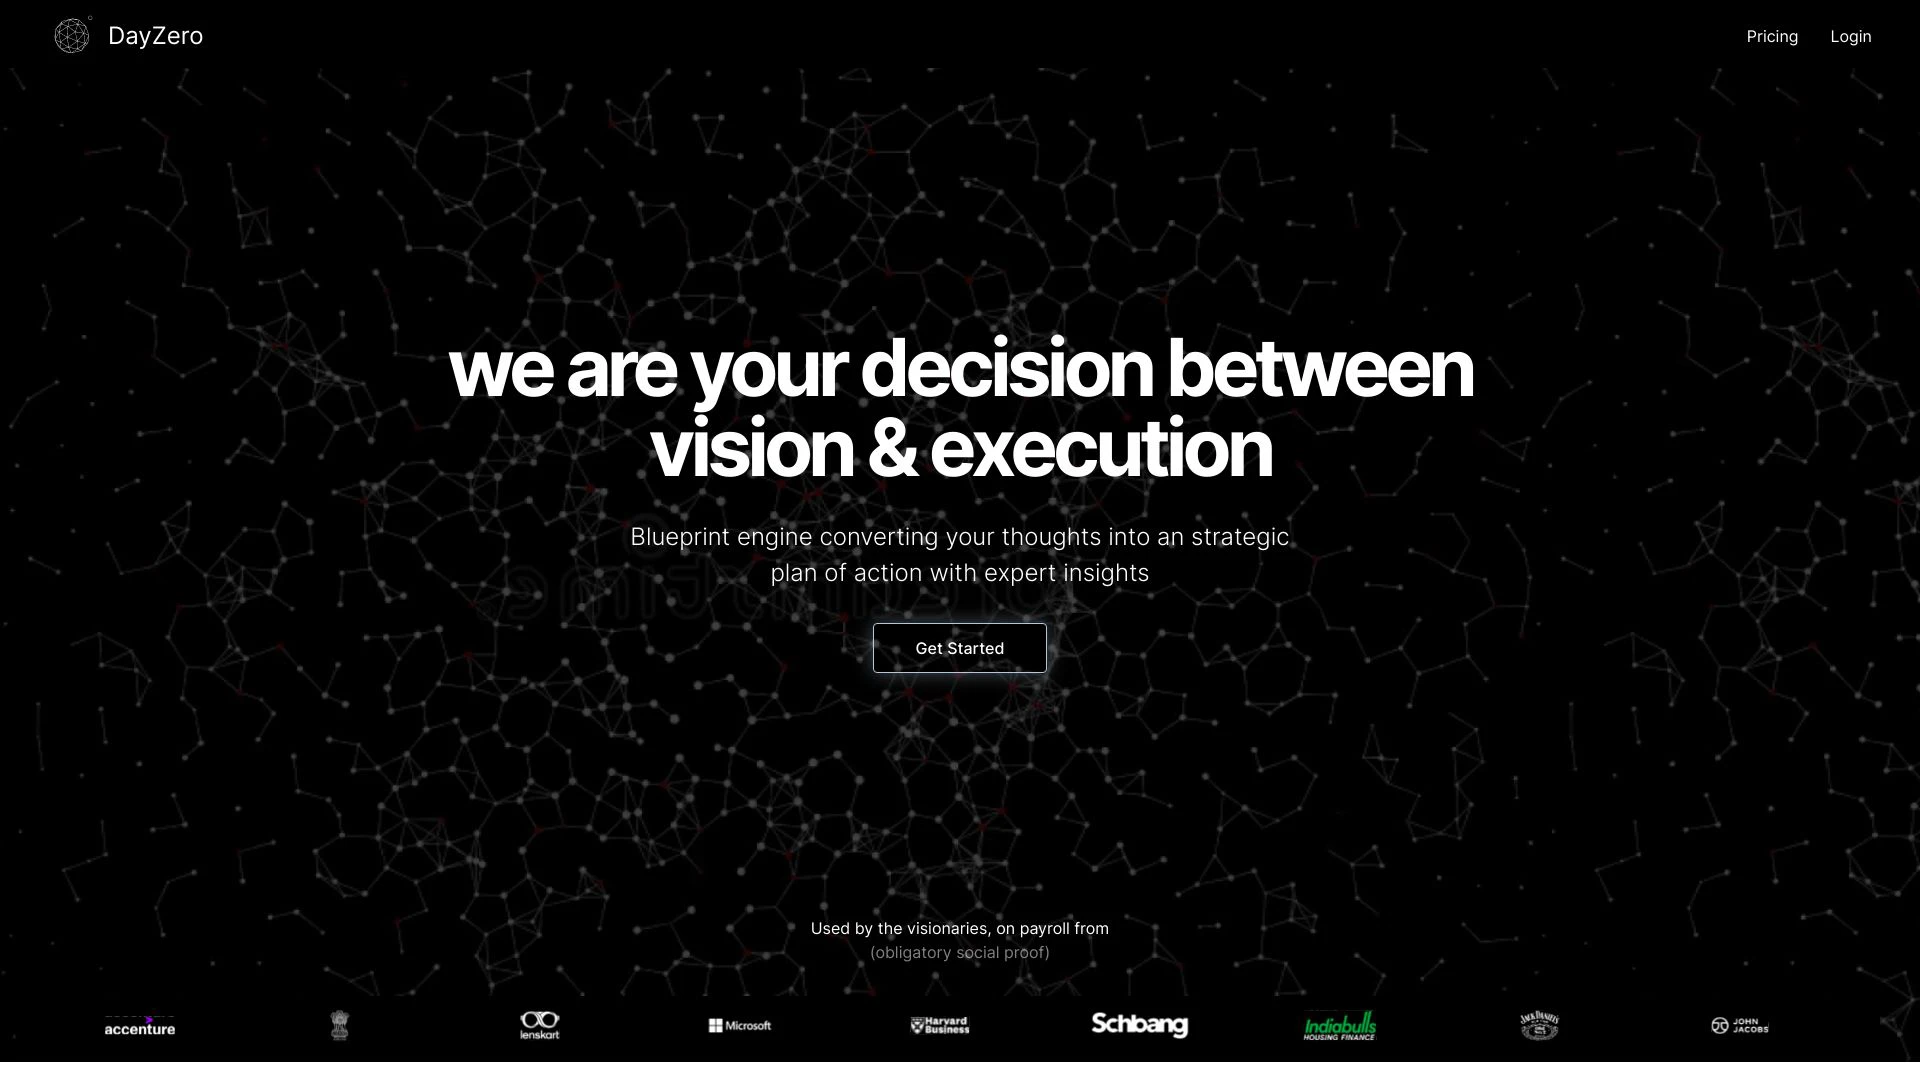 DayZero
Pricing
Login
we are your decision between
vision & execution
Blueprint engine converting your thoughts into an strategic
plan of action with expert insights
Get Started
Used by the visionaries, on payroll from
(obligatory social proof)
accenture
lenskart
Microsoft
Harvard
Business
Schbang
Indiabulls
HOUSING FINANCE
JACK DANIEL'S
JOHN
JACOBS